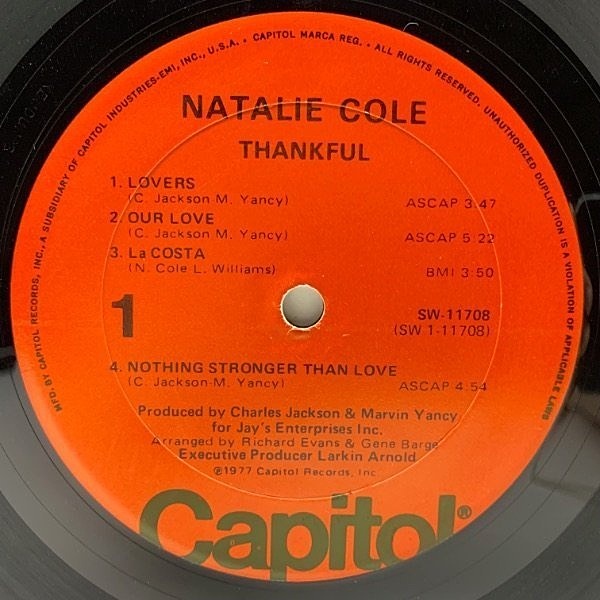 MFD. BY CAPITOL RECORDS, INC., A SUBSIDIARY OF CAPITOL INDUSTRIES-EMI, INC., U.S.A. • CAPITOL MARCA REG. • ALL RIGHTS RESERVED. UNAUTHORIZED DUPLICATION IS A VIOLATION OF APPLICABLE LAWS
NATALIE COLE
THANKFUL
1. LOVERS
(C. Jackson-M. Yancy) ASCAP 3:47
2. OUR LOVE
(C. Jackson-M. Yancy) ASCAP 5:22
3. La COSTA
(N. Cole L. Williams) BMI 3:50
1
SW-11708
(SW 1-11708)
4. NOTHING STRONGER THAN LOVE
(C. Jackson-M. Yancy) ASCAP 4:54
Produced by Charles Jackson & Marvin Yancy
for Jay's Enterprises Inc.
Arranged by Richard Evans & Gene Barge
Executive Producer Larkin Arnold
℗1977 Capitol Records, Inc.
Capitol®